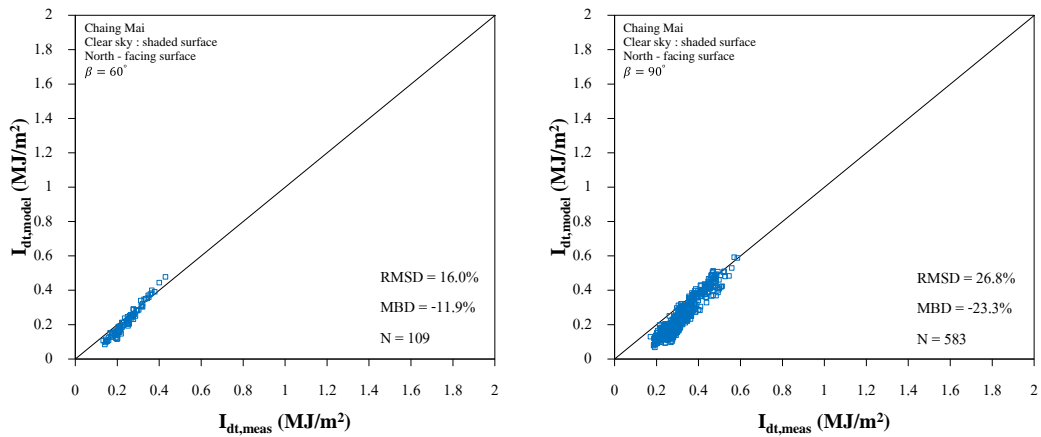 Chaing Mai
Clear sky : shaded surface
North - facing surface
β = 60°
2
1.8
1.6
1.4
1.2
1
0.8
0.6
0.4
0.2
0
I_dt,model (MJ/m²)
RMSD = 16.0%
MBD = -11.9%
N = 109
0 0.2 0.4 0.6 0.8 1 1.2 1.4 1.6 1.8 2
I_dt,meas (MJ/m²)
Chaing Mai
Clear sky : shaded surface
North - facing surface
β = 90°
2
1.8
1.6
1.4
1.2
1
0.8
0.6
0.4
0.2
0
I_dt,model (MJ/m²)
RMSD = 26.8%
MBD = -23.3%
N = 583
0 0.2 0.4 0.6 0.8 1 1.2 1.4 1.6 1.8 2
I_dt,meas (MJ/m²)